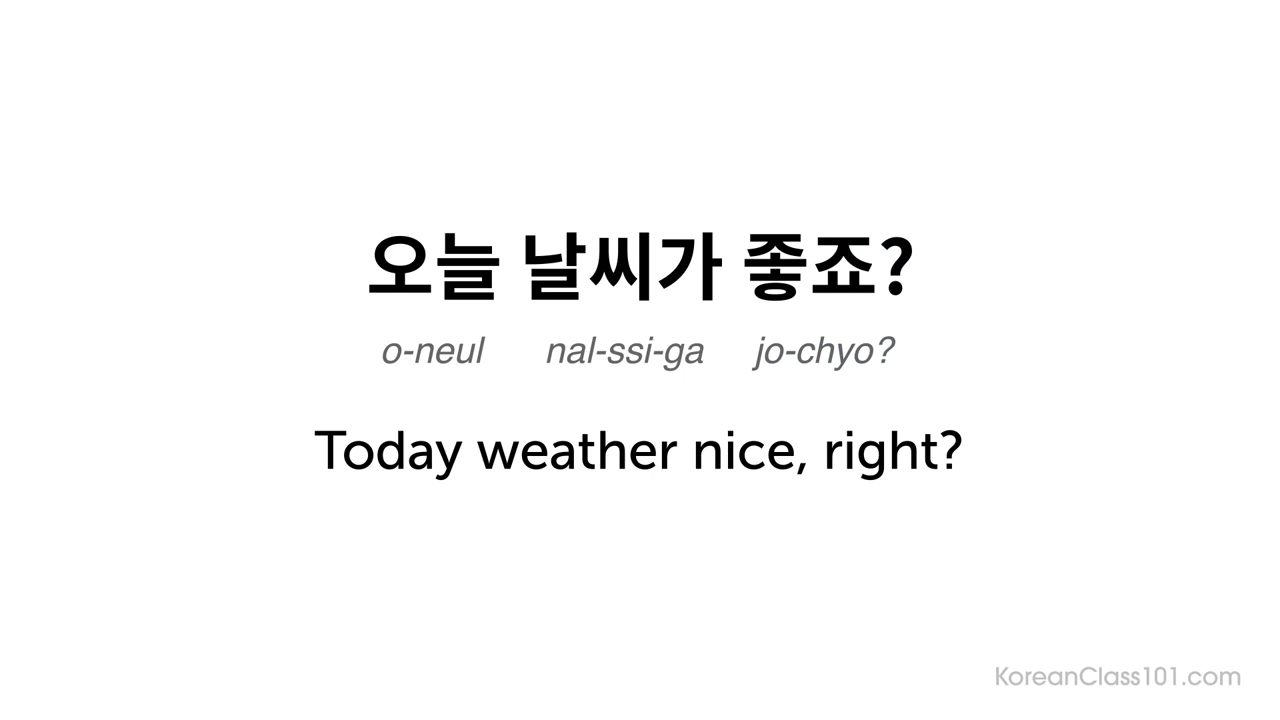 오늘 날씨가 좋죠?
o-neul nal-ssi-ga jo-chyo?
Today weather nice, right?
KoreanClass101.com